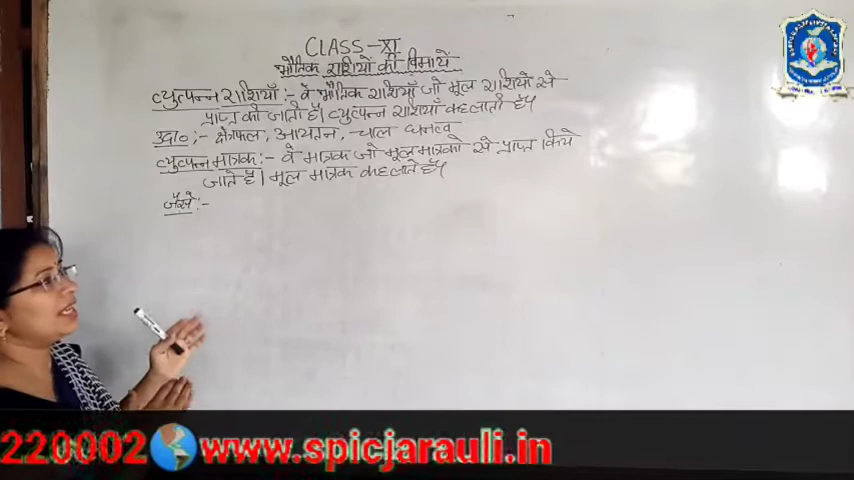 CLASS-XI
भौतिक राशियों की विमायें
व्युत्पन्न राशियाँ :- वे भौतिक राशियाँ जो मूल राशियों से
प्राप्त की जाती हैं। व्युत्पन्न राशियाँ कहलाती हैं।
उदा० :- क्षेत्रफल, आयतन, चाल घनत्व
व्युत्पन्न मात्रक :- वे मात्रक जो मूल मात्रको से प्राप्त किये
जाते हैं। मूल मात्रक कहलाते हैं।
जैसे :-
220002 www.spicjarauli.in